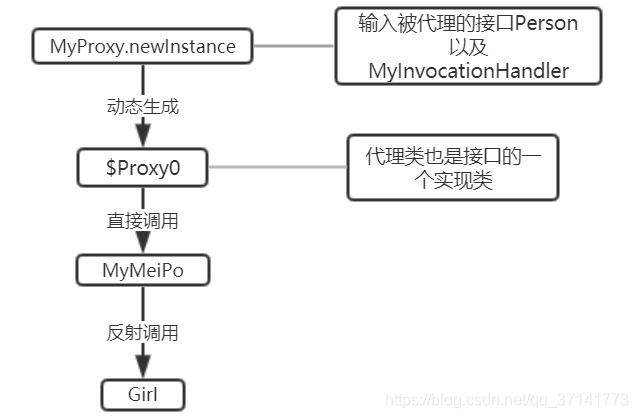 MyProxy.newInstance
输入被代理的接口Person
以及
MyInvocationHandler
动态生成
$Proxy0
代理类也是接口的一
个实现类
直接调用
MyMeiPo
反射调用
Girl
https://blog.csdn.net/qq_37141773